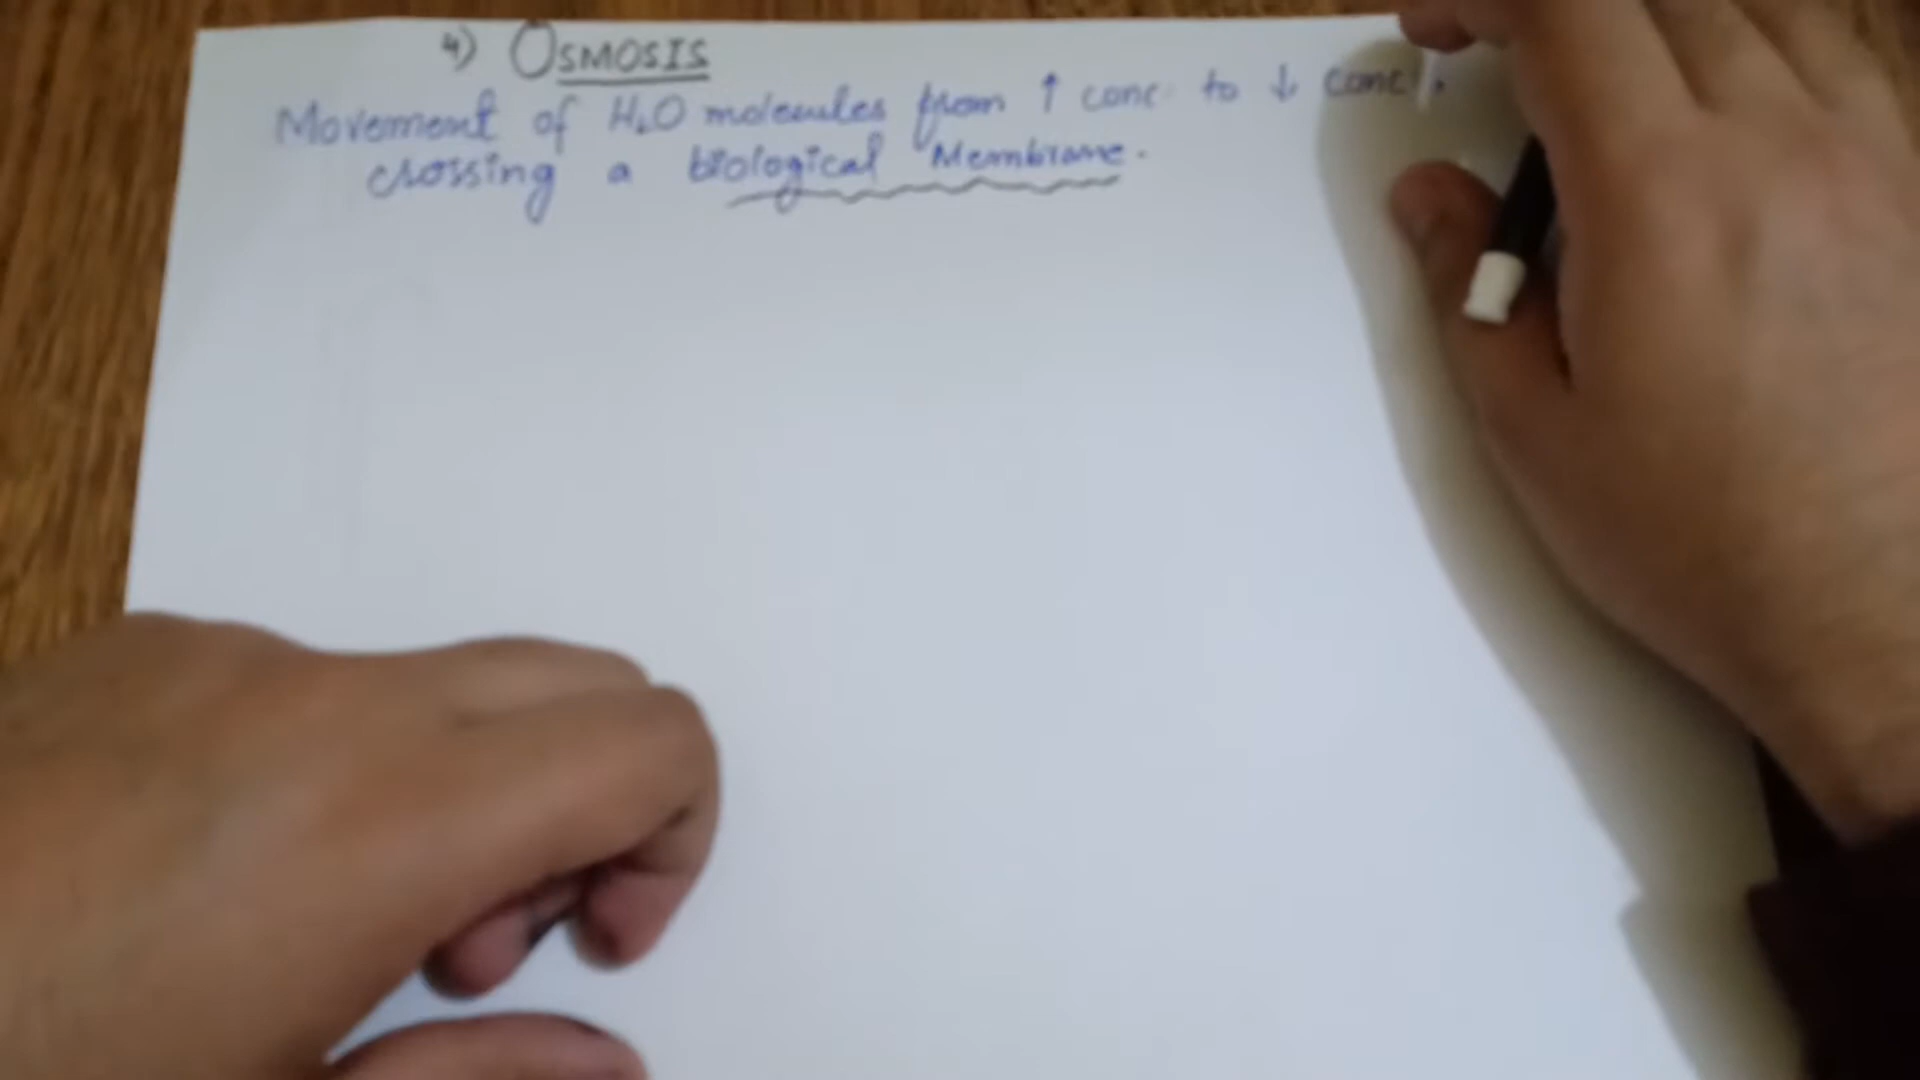 4) OSMOSIS
Movement of H₂O molecules from ↑ conc. to ↓ conc.
crossing a biological Membrane.